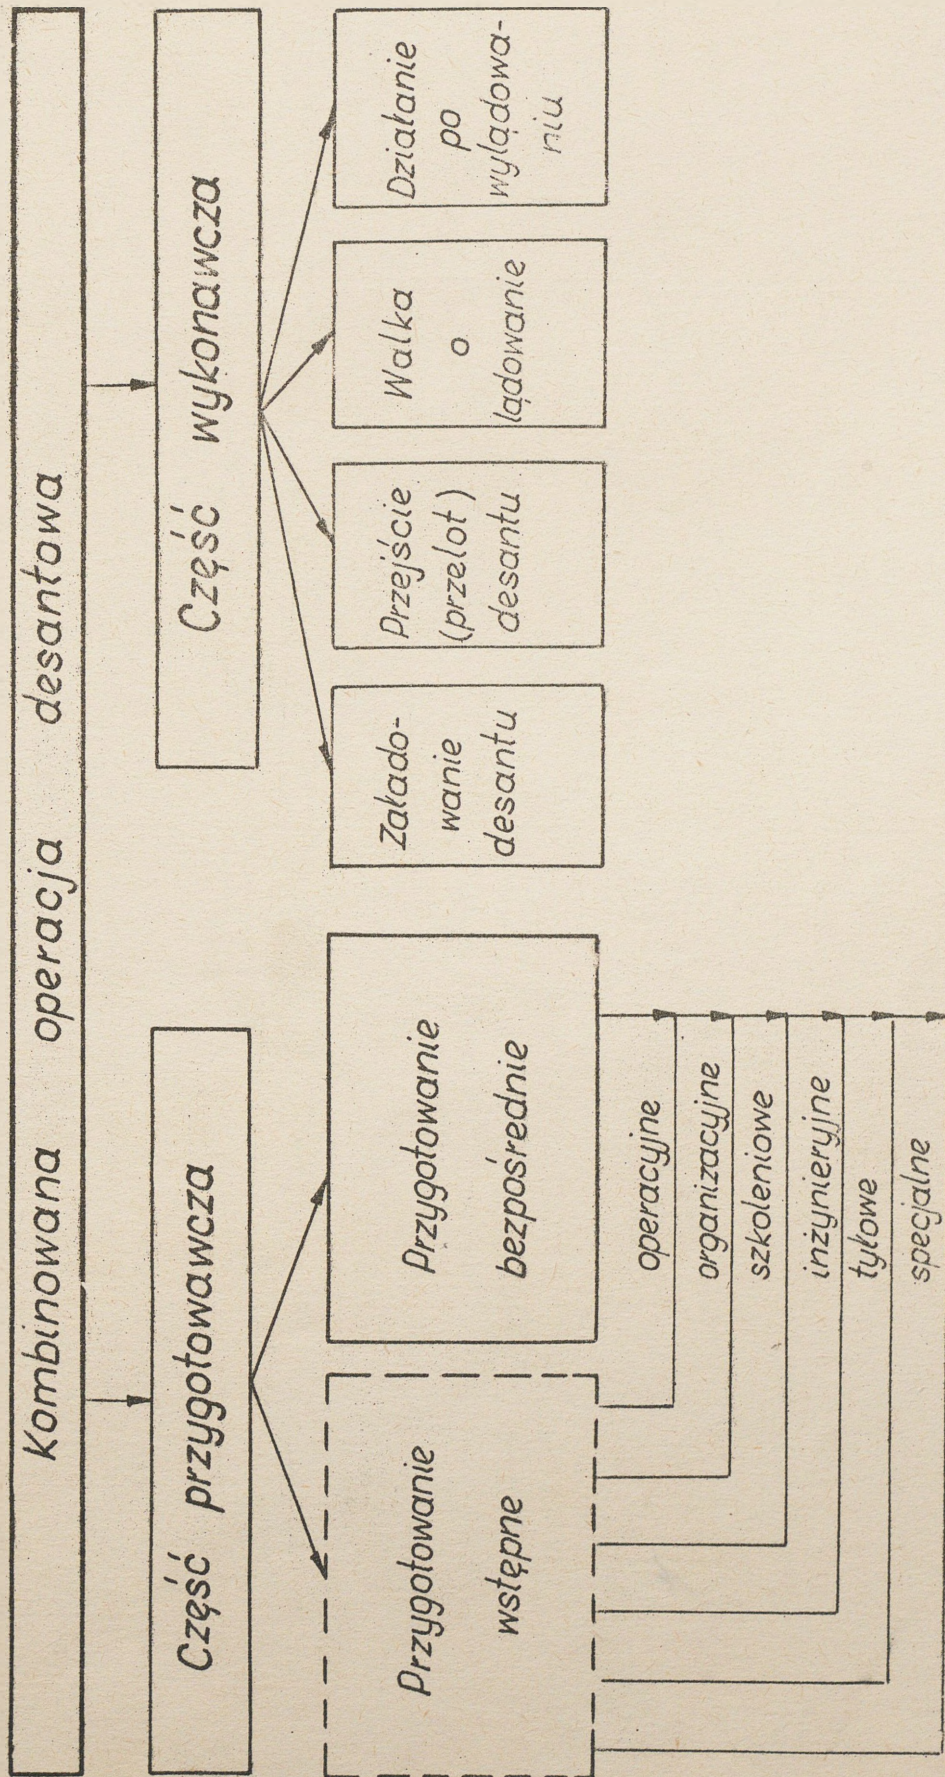 Kombinowana operacja desantowa
Część przygotowawcza
Część wykonawcza
Przygotowanie
wstępne
Przygotowanie
bezpośrednie
Załado-
wanie
desantu
Przejście
(przelot)
desantu
Walka
o
lądowanie
Działanie
po
wylądowa-
niu
operacyjne
organizacyjne
szkoleniowe
inżynieryjne
tyłowe
specjalne